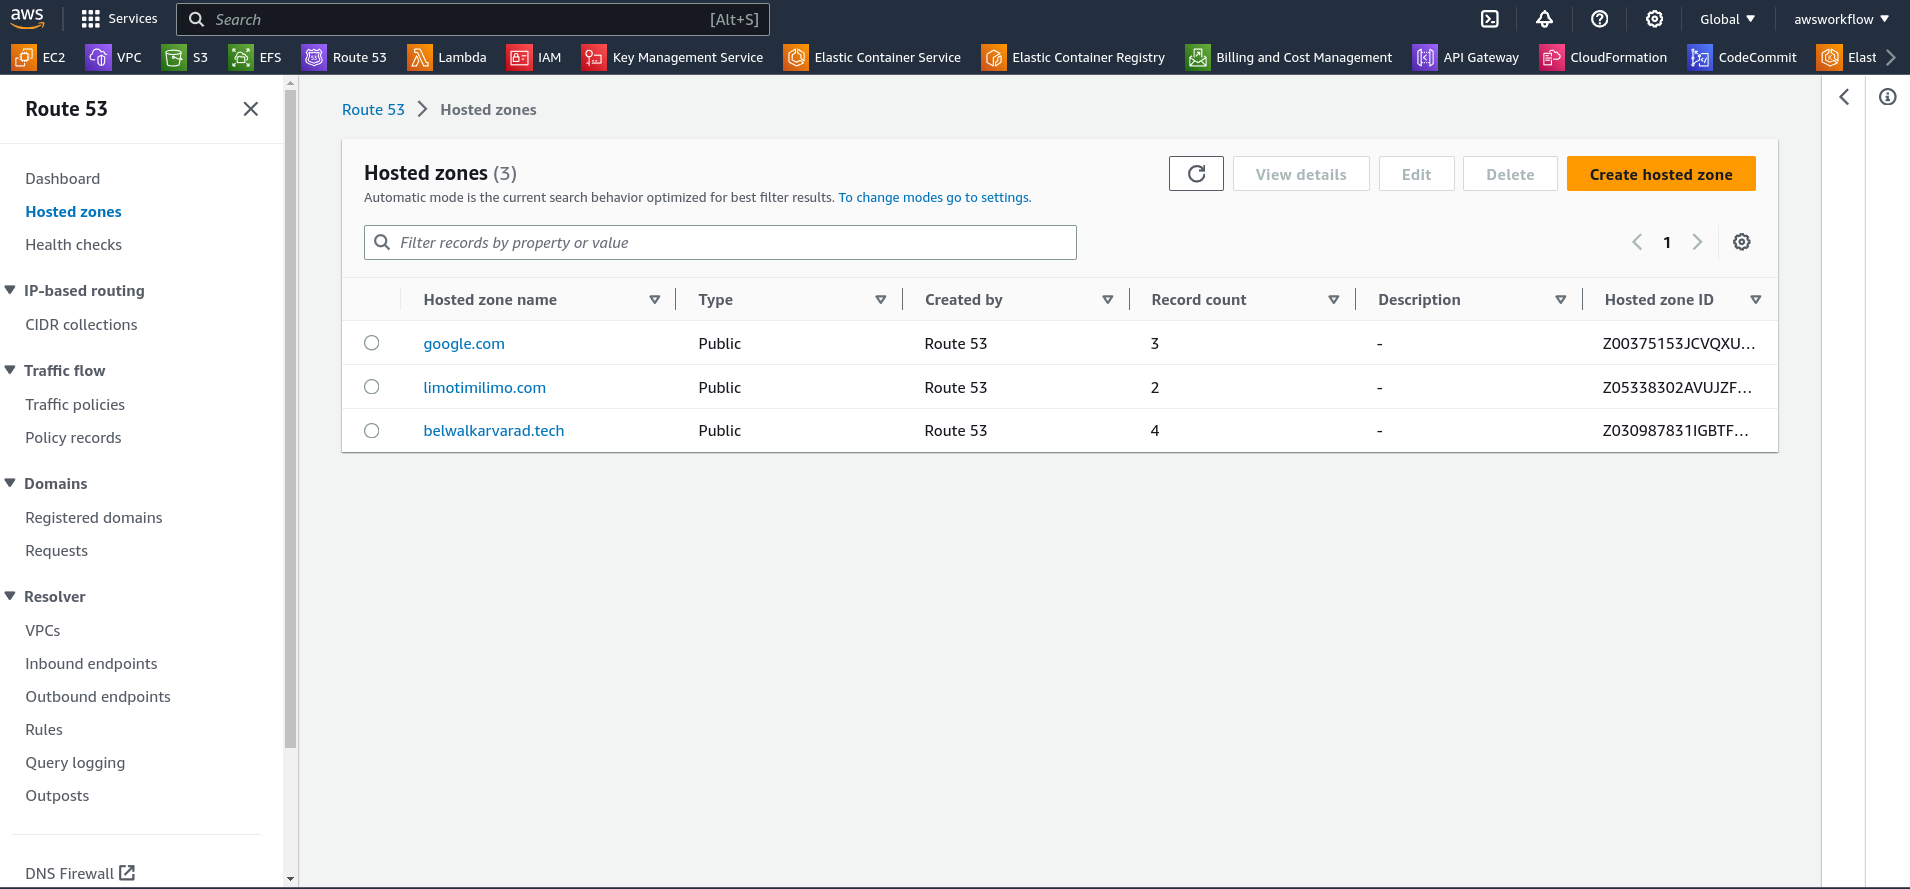 aws Services Search [Alt+S] Global awsworkflow
EC2 VPC S3 EFS Route 53 Lambda IAM Key Management Service Elastic Container Service Elastic Container Registry Billing and Cost Management API Gateway CloudFormation CodeCommit Elast
Route 53
Dashboard
Hosted zones
Health checks
IP-based routing
CIDR collections
Traffic flow
Traffic policies
Policy records
Domains
Registered domains
Requests
Resolver
VPCs
Inbound endpoints
Outbound endpoints
Rules
Query logging
Outposts
DNS Firewall
Route 53 Hosted zones
Hosted zones (3)
View details Edit Delete Create hosted zone
Automatic mode is the current search behavior optimized for best filter results. To change modes go to settings.
Filter records by property or value
1
Hosted zone name Type Created by Record count Description Hosted zone ID
google.com Public Route 53 3 - Z00375153JCVQXU...
limotimilimo.com Public Route 53 2 - Z05338302AVUJZF...
belwalkarvarad.tech Public Route 53 4 - Z030987831IGBTF...